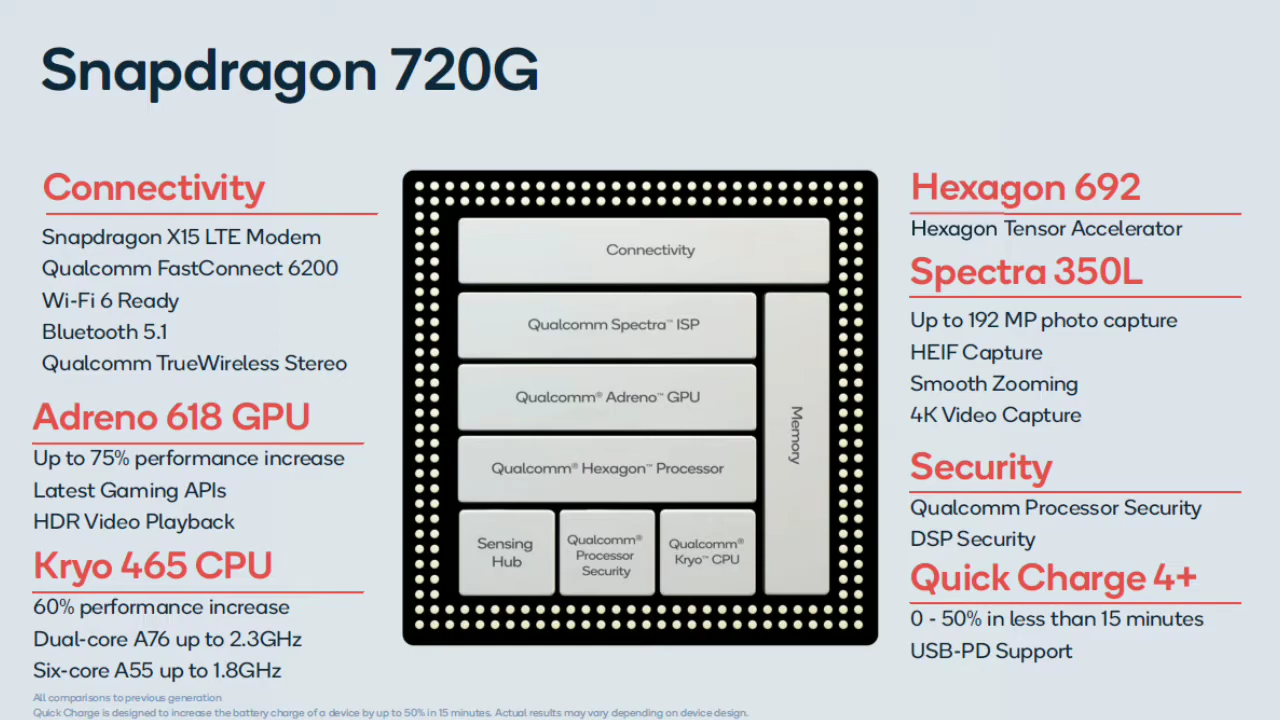 Snapdragon 720G
Connectivity
Snapdragon X15 LTE Modem
Qualcomm FastConnect 6200
Wi-Fi 6 Ready
Bluetooth 5.1
Qualcomm TrueWireless Stereo
Adreno 618 GPU
Up to 75% performance increase
Latest Gaming APIs
HDR Video Playback
Kryo 465 CPU
60% performance increase
Dual-core A76 up to 2.3GHz
Six-core A55 up to 1.8GHz
Connectivity
Qualcomm Spectra™ ISP
Qualcomm® Adreno™ GPU
Qualcomm® Hexagon™ Processor
Memory
Sensing
Hub
Qualcomm®
Processor
Security
Qualcomm®
Kryo™ CPU
Hexagon 692
Hexagon Tensor Accelerator
Spectra 350L
Up to 192 MP photo capture
HEIF Capture
Smooth Zooming
4K Video Capture
Security
Qualcomm Processor Security
DSP Security
Quick Charge 4+
0 - 50% in less than 15 minutes
USB-PD Support
All comparisons to previous generation
Quick Charge is designed to increase the battery charge of a device by up to 50% in 15 minutes. Actual results may vary depending on device design.